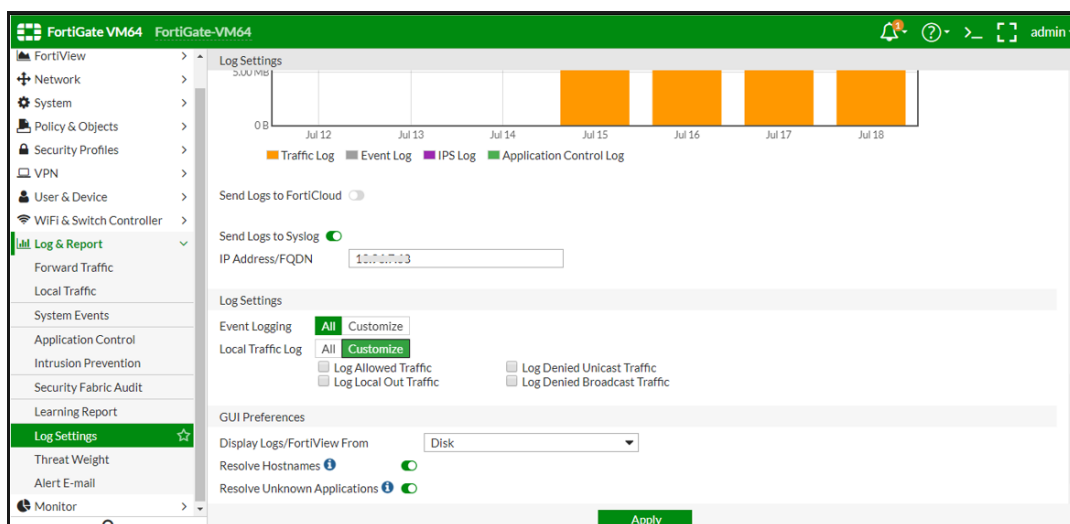 FortiGate VM64 FortiGate-VM64
1
admin
FortiView
Network
System
Policy & Objects
Security Profiles
VPN
User & Device
WiFi & Switch Controller
Log & Report
Forward Traffic
Local Traffic
System Events
Application Control
Intrusion Prevention
Security Fabric Audit
Learning Report
Log Settings
Threat Weight
Alert E-mail
Monitor
Log Settings
5.00 MB
0 B
Jul 12 Jul 13 Jul 14 Jul 15 Jul 16 Jul 17 Jul 18
Traffic Log Event Log IPS Log Application Control Log
Send Logs to FortiCloud
Send Logs to Syslog
IP Address/FQDN
Log Settings
Event Logging All Customize
Local Traffic Log All Customize
Log Allowed Traffic Log Denied Unicast Traffic
Log Local Out Traffic Log Denied Broadcast Traffic
GUI Preferences
Display Logs/FortiView From Disk
Resolve Hostnames
Resolve Unknown Applications
Apply